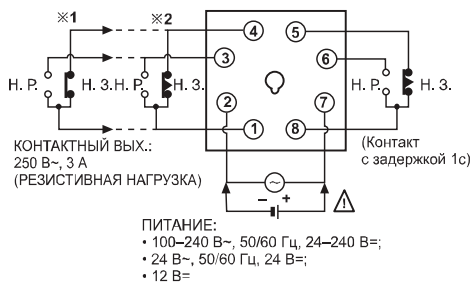 ※1 ※2
4 5
3 6
Н. Р. Н. З. Н. Р. Н. З. Н. Р. Н. З.
2 7
1 8
КОНТАКТНЫЙ ВЫХ.:
250 В~, 3 А
(РЕЗИСТИВНАЯ НАГРУЗКА)
(Контакт
с задержкой 1с)
− +
ПИТАНИЕ:
• 100–240 В~, 50/60 Гц, 24–240 В=;
• 24 В~, 50/60 Гц, 24 В=;
• 12 В=